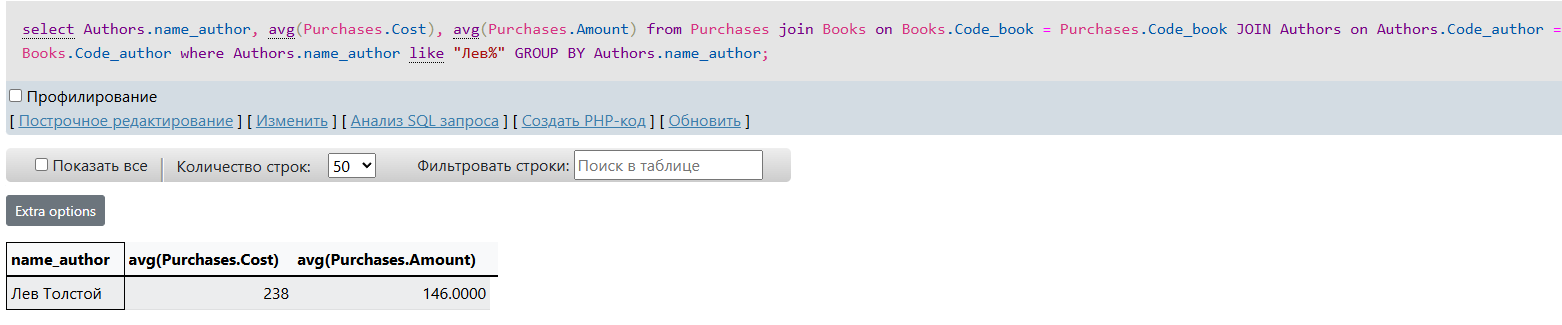 select Authors.name_author, avg(Purchases.Cost), avg(Purchases.Amount) from Purchases join Books on Books.Code_book = Purchases.Code_book JOIN Authors on Authors.Code_author =
Books.Code_author where Authors.name_author like "Лев%" GROUP BY Authors.name_author;
Профилирование
[ Построчное редактирование ] [ Изменить ] [ Анализ SQL запроса ] [ Создать PHP-код ] [ Обновить ]
Показать все Количество строк: 50 Фильтровать строки: Поиск в таблице
Extra options
name_author avg(Purchases.Cost) avg(Purchases.Amount)
Лев Толстой 238 146.0000